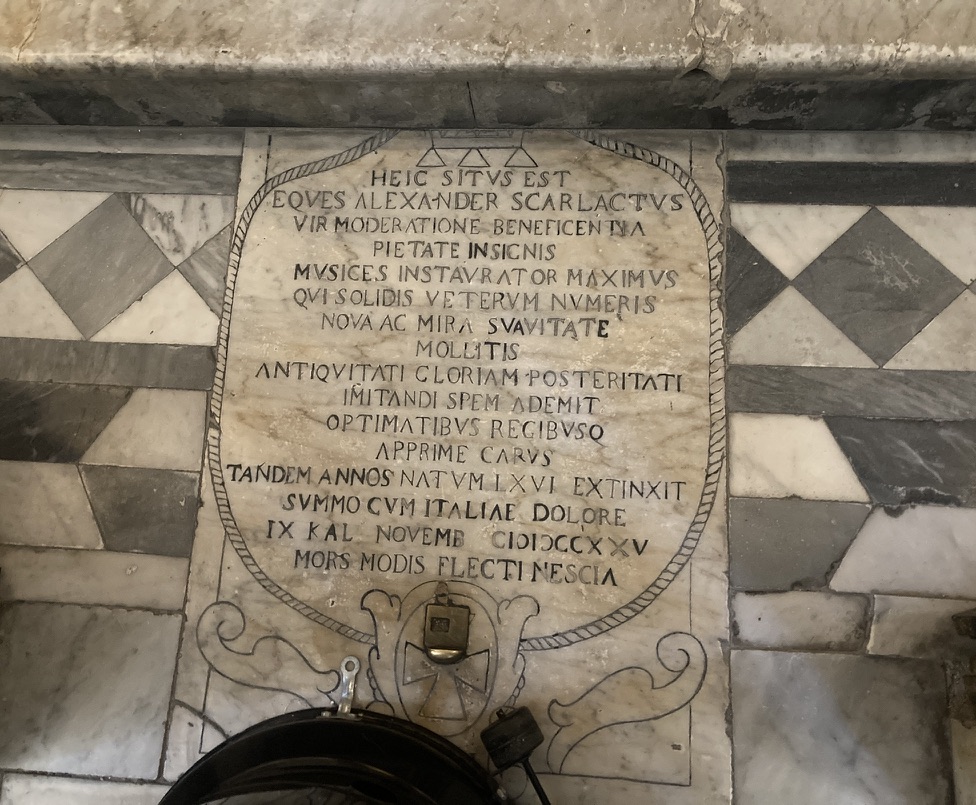 HEIC SITVS EST
EQVES ALEXANDER SCARLACTVS
VIR MODERATIONE BENEFICENTIA
PIETATE INSIGNIS
MVSICES INSTAVRATOR MAXIMVS
QVI SOLIDIS VETERVM NVMERIS
NOVA AC MIRA SVAVITATE
MOLLITIS
ANTIQVITATI GLORIAM POSTERITATI
IMITANDI SPEM ADEMIT
OPTIMATIBVS REGIBVSQ
APPRIME CARVS
TANDEM ANNOS NATVM LXVI EXTINXIT
SVMMO CVM ITALIAE DOLORE
IX KAL NOVEMB CIƆIƆCCXXV
MORS MODIS FLECTI NESCIA